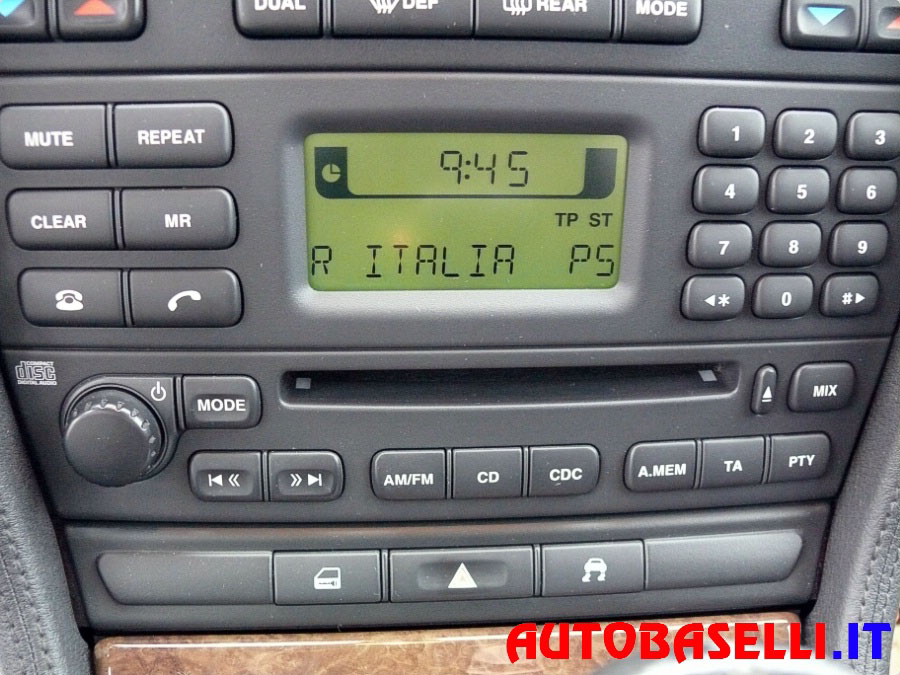 DUAL DEF REAR MODE
MUTE REPEAT
CLEAR MR
9:45
TP ST
R ITALIA PS
1 2 3
4 5 6
7 8 9
* 0 #
COMPACT
disc
DIGITAL AUDIO
MODE
MIX
AM/FM CD CDC
A.MEM TA PTY
AUTOBASELLI.IT